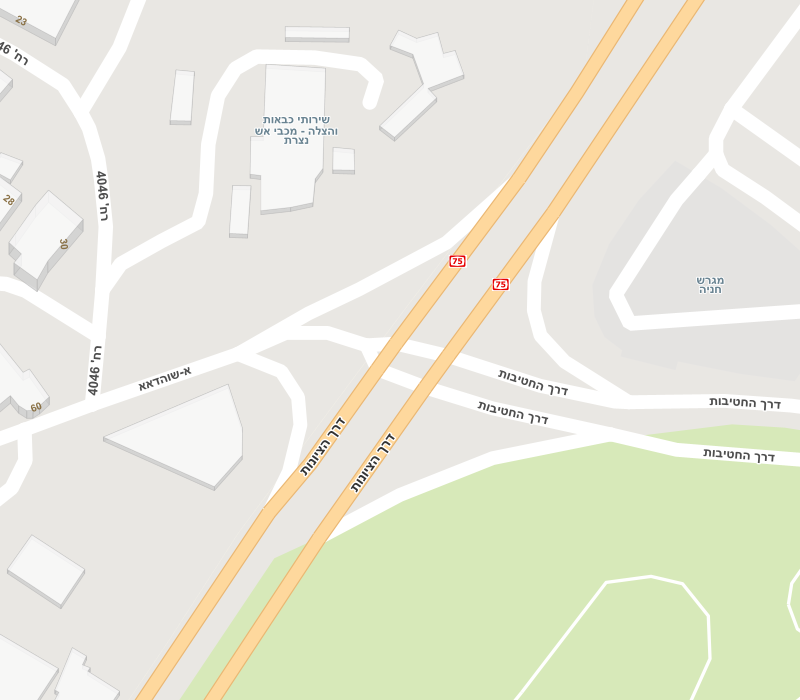 23
רח' 4046
שירותי כבאות
והצלה - מכבי אש
נצרת
רח' 4046
28
30
75
75
מגרש
חניה
רח' 4046
א-שוהדאא
60
דרך החטיבות
דרך החטיבות
דרך החטיבות
דרך החטיבות
דרך הציונות
דרך הציונות